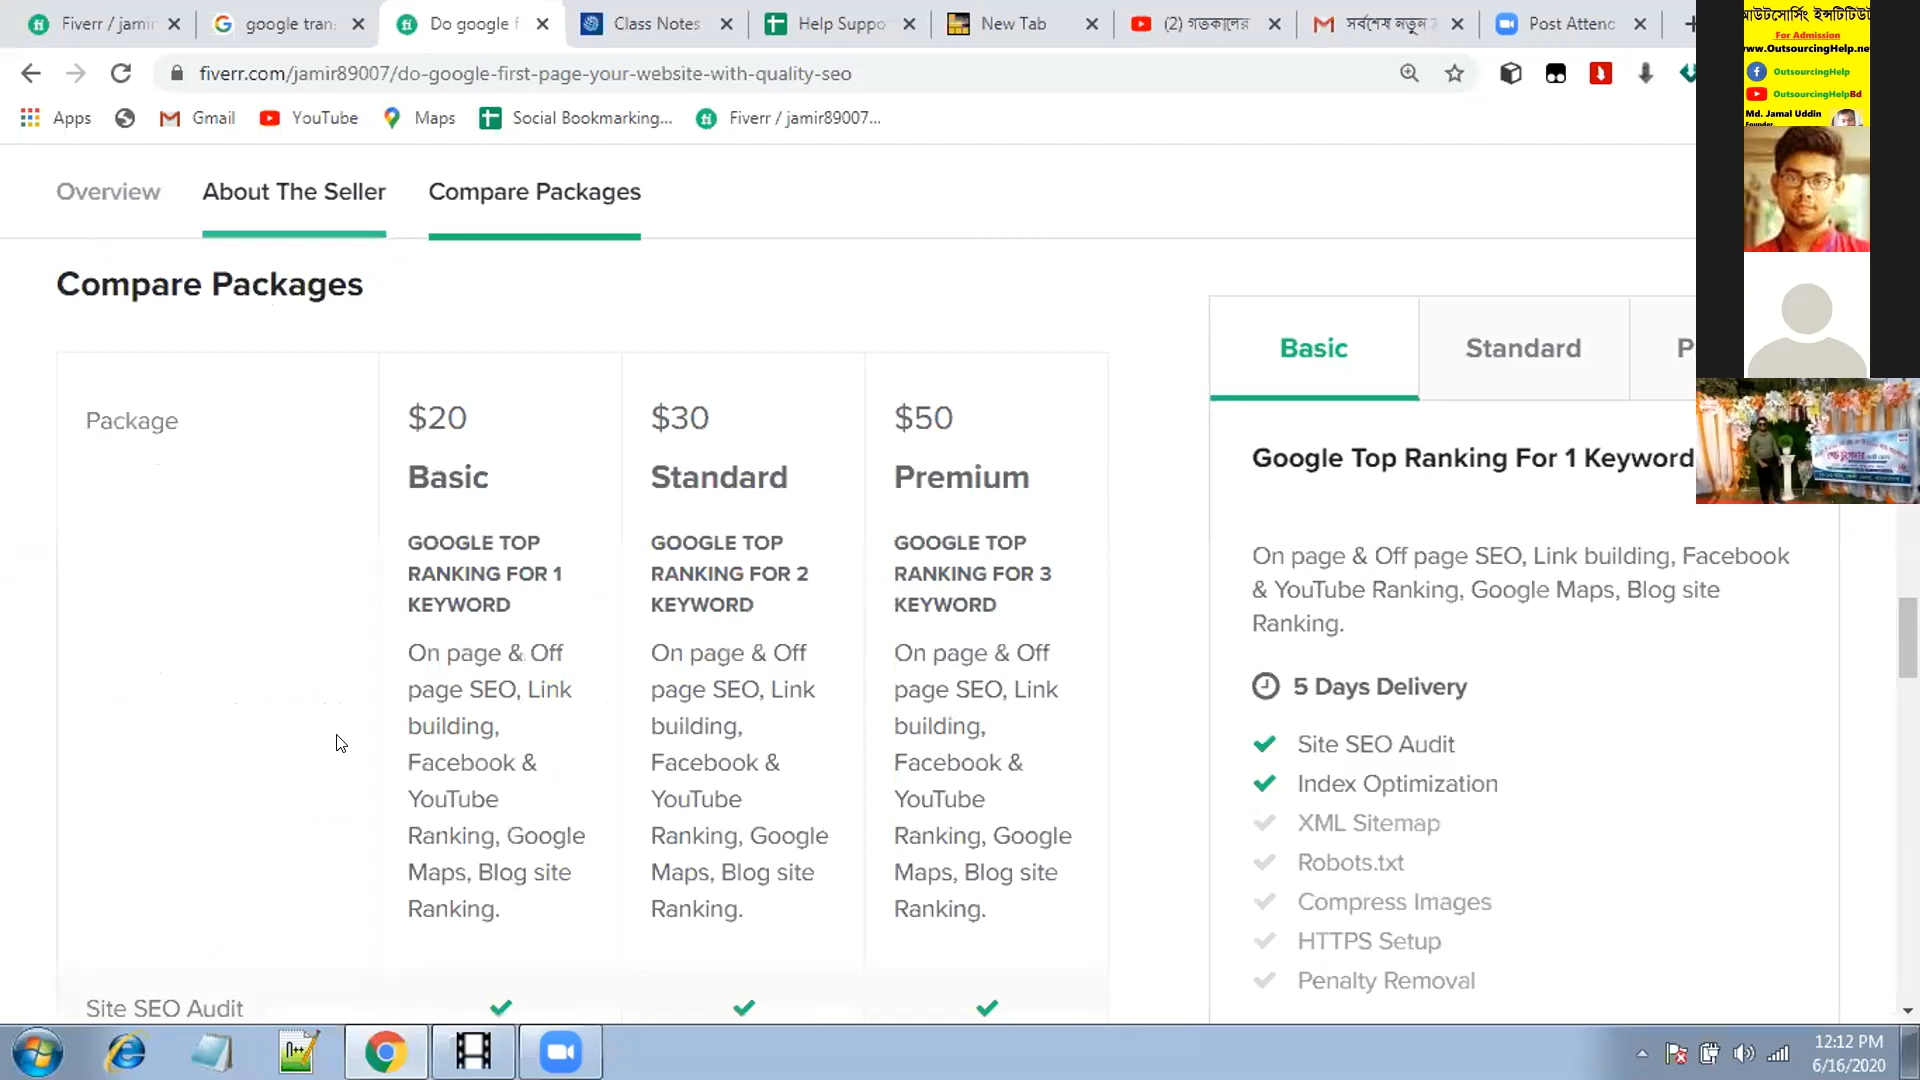 Fiverr / jamir
google tran
Do google f
Class Notes
Help Suppo
New Tab
(2) গতকালের
সর্বশেষ নতুন
Post Attend
fiverr.com/jamir89007/do-google-first-page-your-website-with-quality-seo
Apps
Gmail
YouTube
Maps
Social Bookmarking...
Fiverr / jamir89007...
আউটসোর্সিং ইন্সটিটিউট
For Admission
www.OutsourcingHelp.ne
OutsourcingHelp
OutsourcingHelpBd
Md. Jamal Uddin
Founder
Overview
About The Seller
Compare Packages
Compare Packages
Package
$20
Basic
GOOGLE TOP
RANKING FOR 1
KEYWORD
On page & Off
page SEO, Link
building,
Facebook &
YouTube
Ranking, Google
Maps, Blog site
Ranking.
$30
Standard
GOOGLE TOP
RANKING FOR 2
KEYWORD
On page & Off
page SEO, Link
building,
Facebook &
YouTube
Ranking, Google
Maps, Blog site
Ranking.
$50
Premium
GOOGLE TOP
RANKING FOR 3
KEYWORD
On page & Off
page SEO, Link
building,
Facebook &
YouTube
Ranking, Google
Maps, Blog site
Ranking.
Site SEO Audit
Basic
Standard
P
Google Top Ranking For 1 Keyword
On page & Off page SEO, Link building, Facebook
& YouTube Ranking, Google Maps, Blog site
Ranking.
5 Days Delivery
Site SEO Audit
Index Optimization
XML Sitemap
Robots.txt
Compress Images
HTTPS Setup
Penalty Removal
12:12 PM
6/16/2020